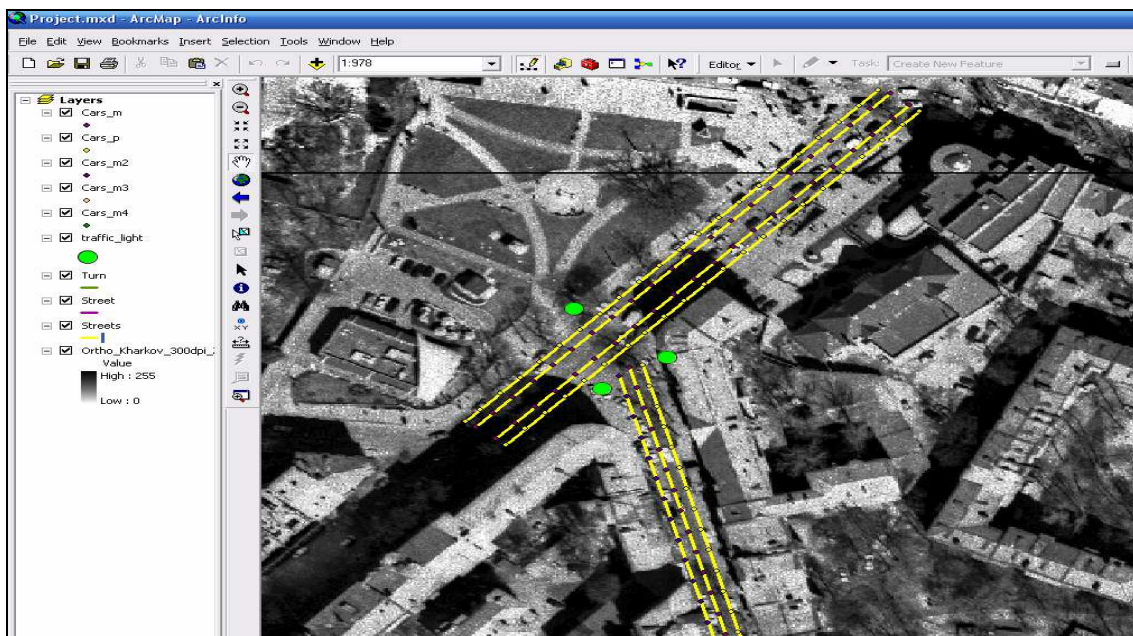 Project.mxd - ArcMap - ArcInfo
File Edit View Bookmarks Insert Selection Tools Window Help
1:978 Editor Task: Create New Feature
Layers
Cars_m
Cars_p
Cars_m2
Cars_m3
Cars_m4
traffic_light
Turn
Street
Streets
Ortho_Kharkov_300dpi_
Value
High : 255
Low : 0